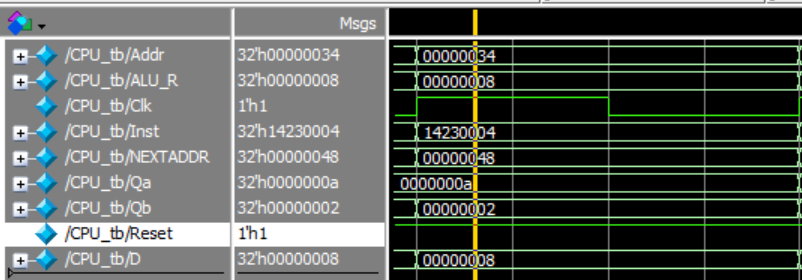 Msgs
/CPU_tb/Addr 32'h00000034 00000034
/CPU_tb/ALU_R 32'h00000008 00000008
/CPU_tb/Clk 1'h1
/CPU_tb/Inst 32'h14230004 14230004
/CPU_tb/NEXTADDR 32'h00000048 00000048
/CPU_tb/Qa 32'h0000000a 0000000a
/CPU_tb/Qb 32'h00000002 00000002
/CPU_tb/Reset 1'h1
/CPU_tb/D 32'h00000008 00000008